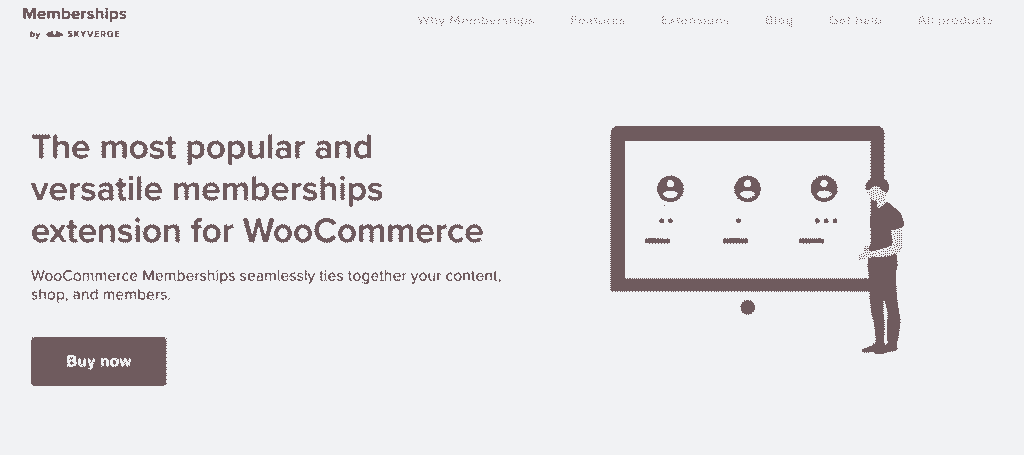 Memberships
by SKYVERGE
Why Memberships Features Extensions Blog Get help All products
The most popular and
versatile memberships
extension for WooCommerce
WooCommerce Memberships seamlessly ties together your content,
shop, and members.
Buy now